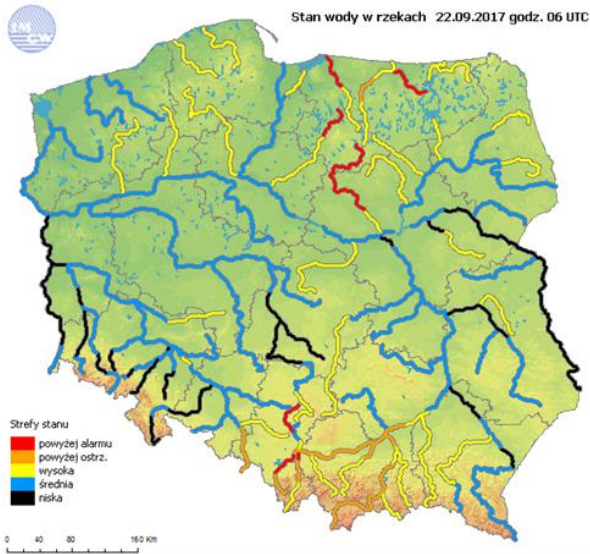 Stan wody w rzekach 22.09.2017 godz. 06 UTC
Strefy stanu
powyżej alarmu
powyżej ostrz.
wysoka
średnia
niska
0 40 80 160 Km